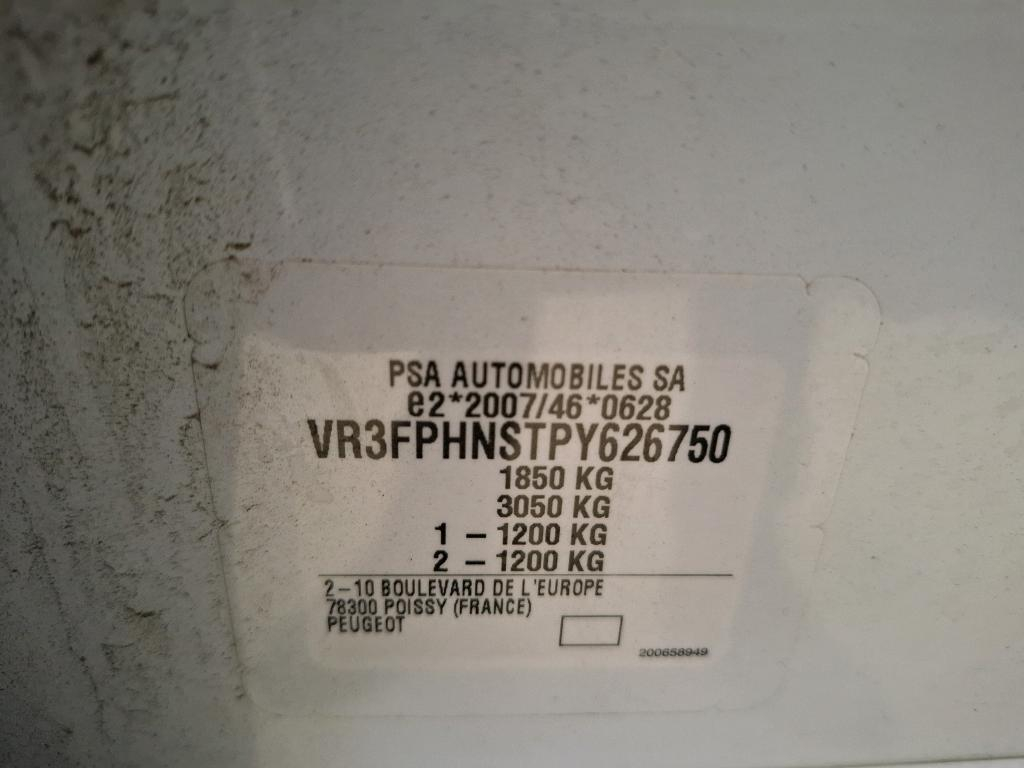 PSA AUTOMOBILES SA
e2*2007/46*0628
VR3FPHNSTPY626750
1850 KG
3050 KG
1 – 1200 KG
2 – 1200 KG
2–10 BOULEVARD DE L'EUROPE
78300 POISSY (FRANCE)
PEUGEOT
200658949